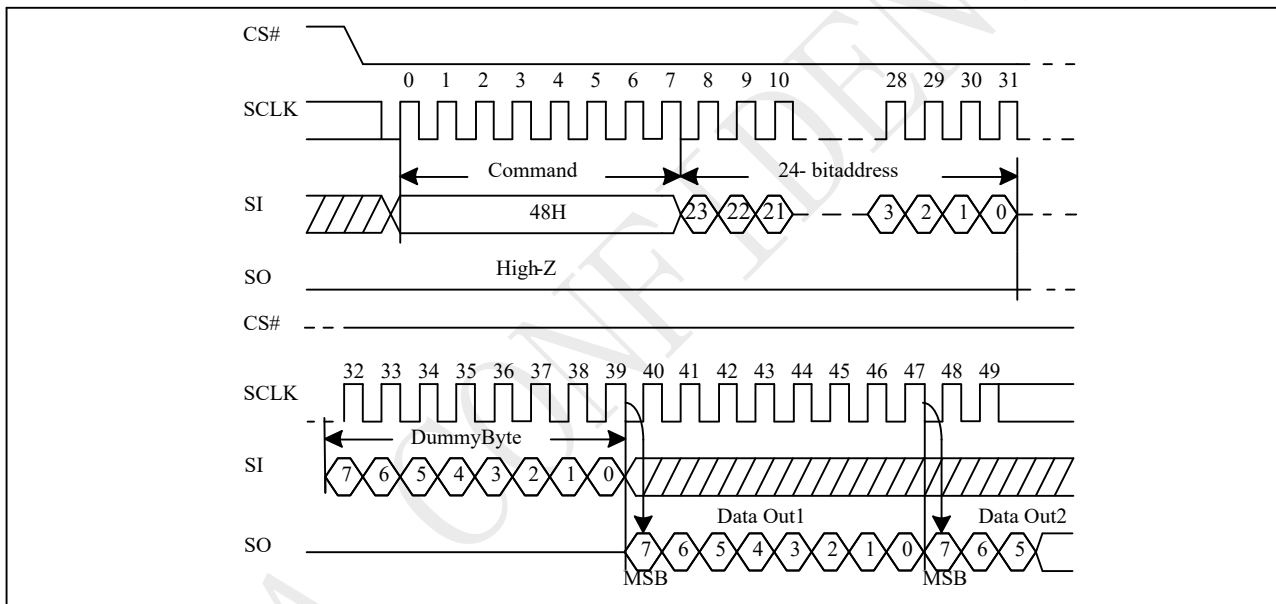 CS#
0 1 2 3 4 5 6 7 8 9 10 28 29 30 31
SCLK
Command 24- bitaddress
SI 48H 23 22 21 3 2 1 0
High-Z
SO
CS#
32 33 34 35 36 37 38 39 40 41 42 43 44 45 46 47 48 49
SCLK
DummyByte
SI 7 6 5 4 3 2 1 0
Data Out1 Data Out2
SO 7 6 5 4 3 2 1 0 7 6 5
MSB MSB
A CONFIDEN